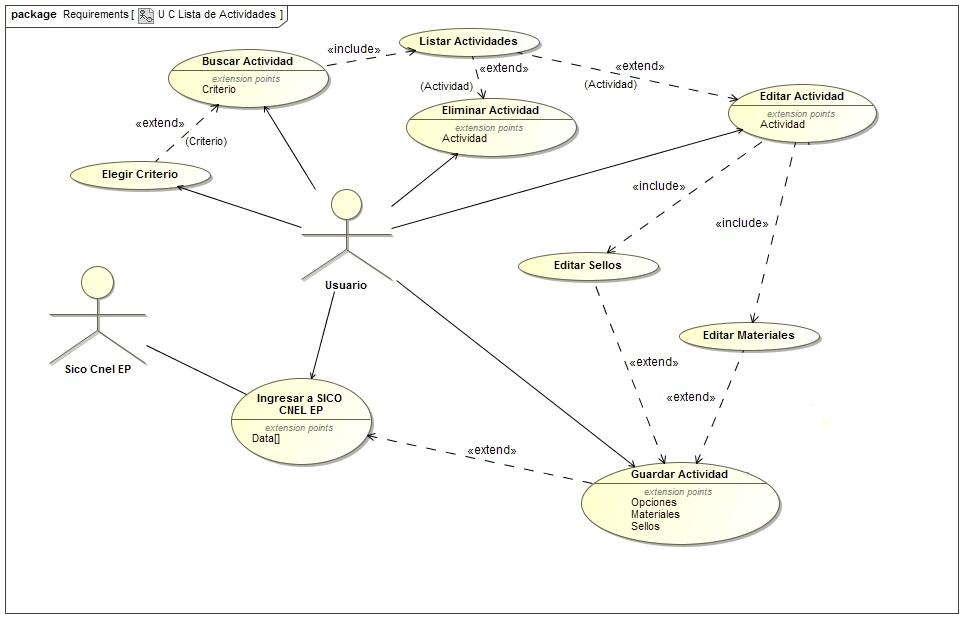 package Requirements [ U C Lista de Actividades ]
Listar Actividades
«include»
Buscar Actividad
extension points
Criterio
«extend»
(Actividad)
«extend»
(Actividad)
Editar Actividad
extension points
Actividad
Eliminar Actividad
extension points
Actividad
«extend»
(Criterio)
Elegir Criterio
«include»
«include»
Usuario
Editar Sellos
Editar Materiales
Sico Cnel EP
«extend»
«extend»
Ingresar a SICO
CNEL EP
extension points
Data[]
«extend»
Guardar Actividad
extension points
Opciones
Materiales
Sellos